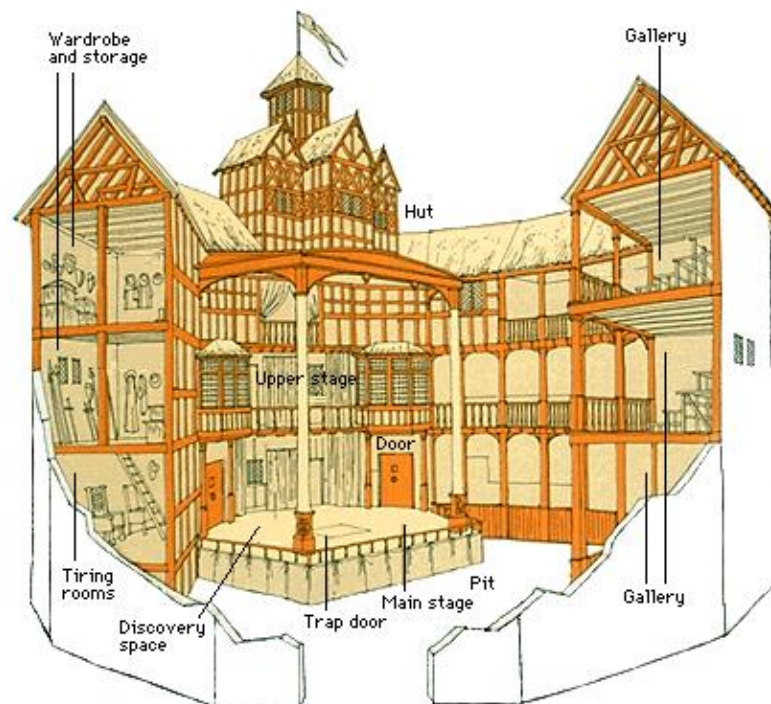 Wardrobe
and storage
Gallery
Hut
Upper stage
Door
Tiring
rooms
Discovery
space
Trap door
Main stage
Pit
Gallery